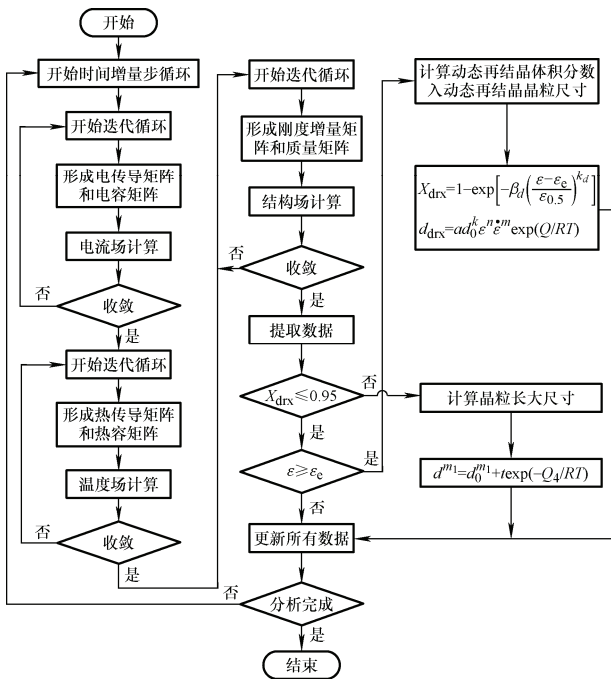 开始
开始时间增量步循环
开始迭代循环
形成电传导矩阵
和电容矩阵
电流场计算
否
收敛
是
开始迭代循环
形成热传导矩阵
和热容矩阵
温度场计算
否
收敛
是
开始迭代循环
形成刚度增量矩
阵和质量矩阵
结构场计算
否
收敛
是
提取数据
X_drx≤0.95
否
是
ε≥ε_e
是
否
更新所有数据
否
分析完成
是
结束
计算动态再结晶体积分数
入动态再结晶晶粒尺寸
X_drx=1−exp[−β_d((ε−ε_e)/ε_0.5)^k_d]
d_drx=ad_0^k ε^n ε̇^m exp(Q/RT)
计算晶粒长大尺寸
d^m₁=d_0^m₁+texp(−Q_4/RT)